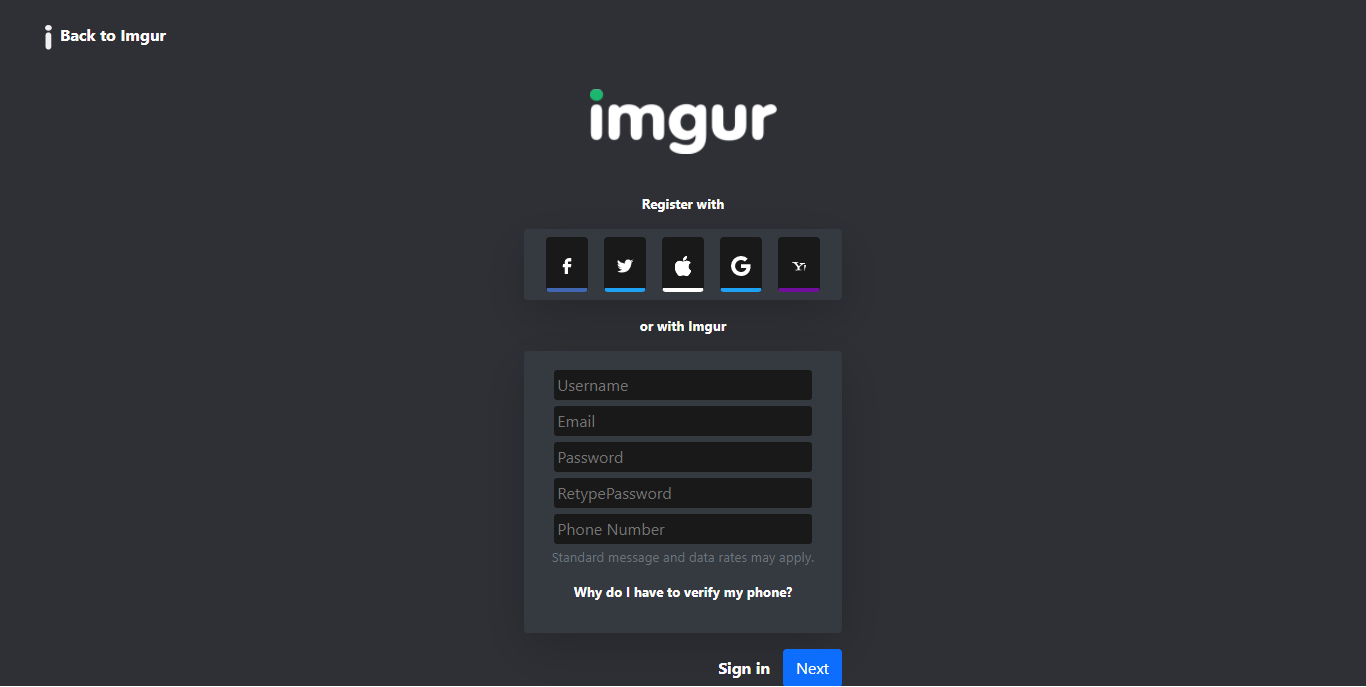 Back to Imgur
imgur
Register with
or with Imgur
Username
Email
Password
RetypePassword
Phone Number
Standard message and data rates may apply.
Why do I have to verify my phone?
Sign in Next